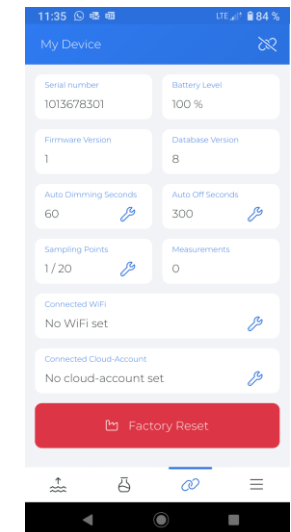 11:35 LTE 84 %
My Device
Serial number
1013678301
Battery Level
100 %
Firmware Version
1
Database Version
8
Auto Dimming Seconds
60
Auto Off Seconds
300
Sampling Points
1 / 20
Measurements
0
Connected WiFi
No WiFi set
Connected Cloud-Account
No cloud-account set
Factory Reset